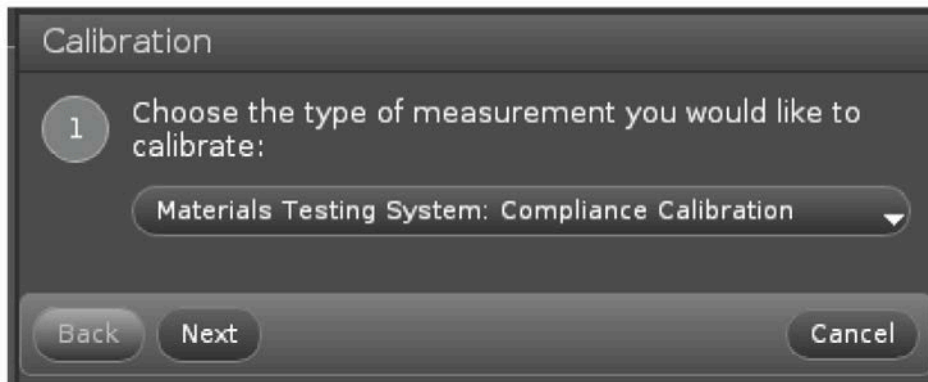 Calibration
1
Choose the type of measurement you would like to
calibrate:
Materials Testing System: Compliance Calibration
Back Next Cancel